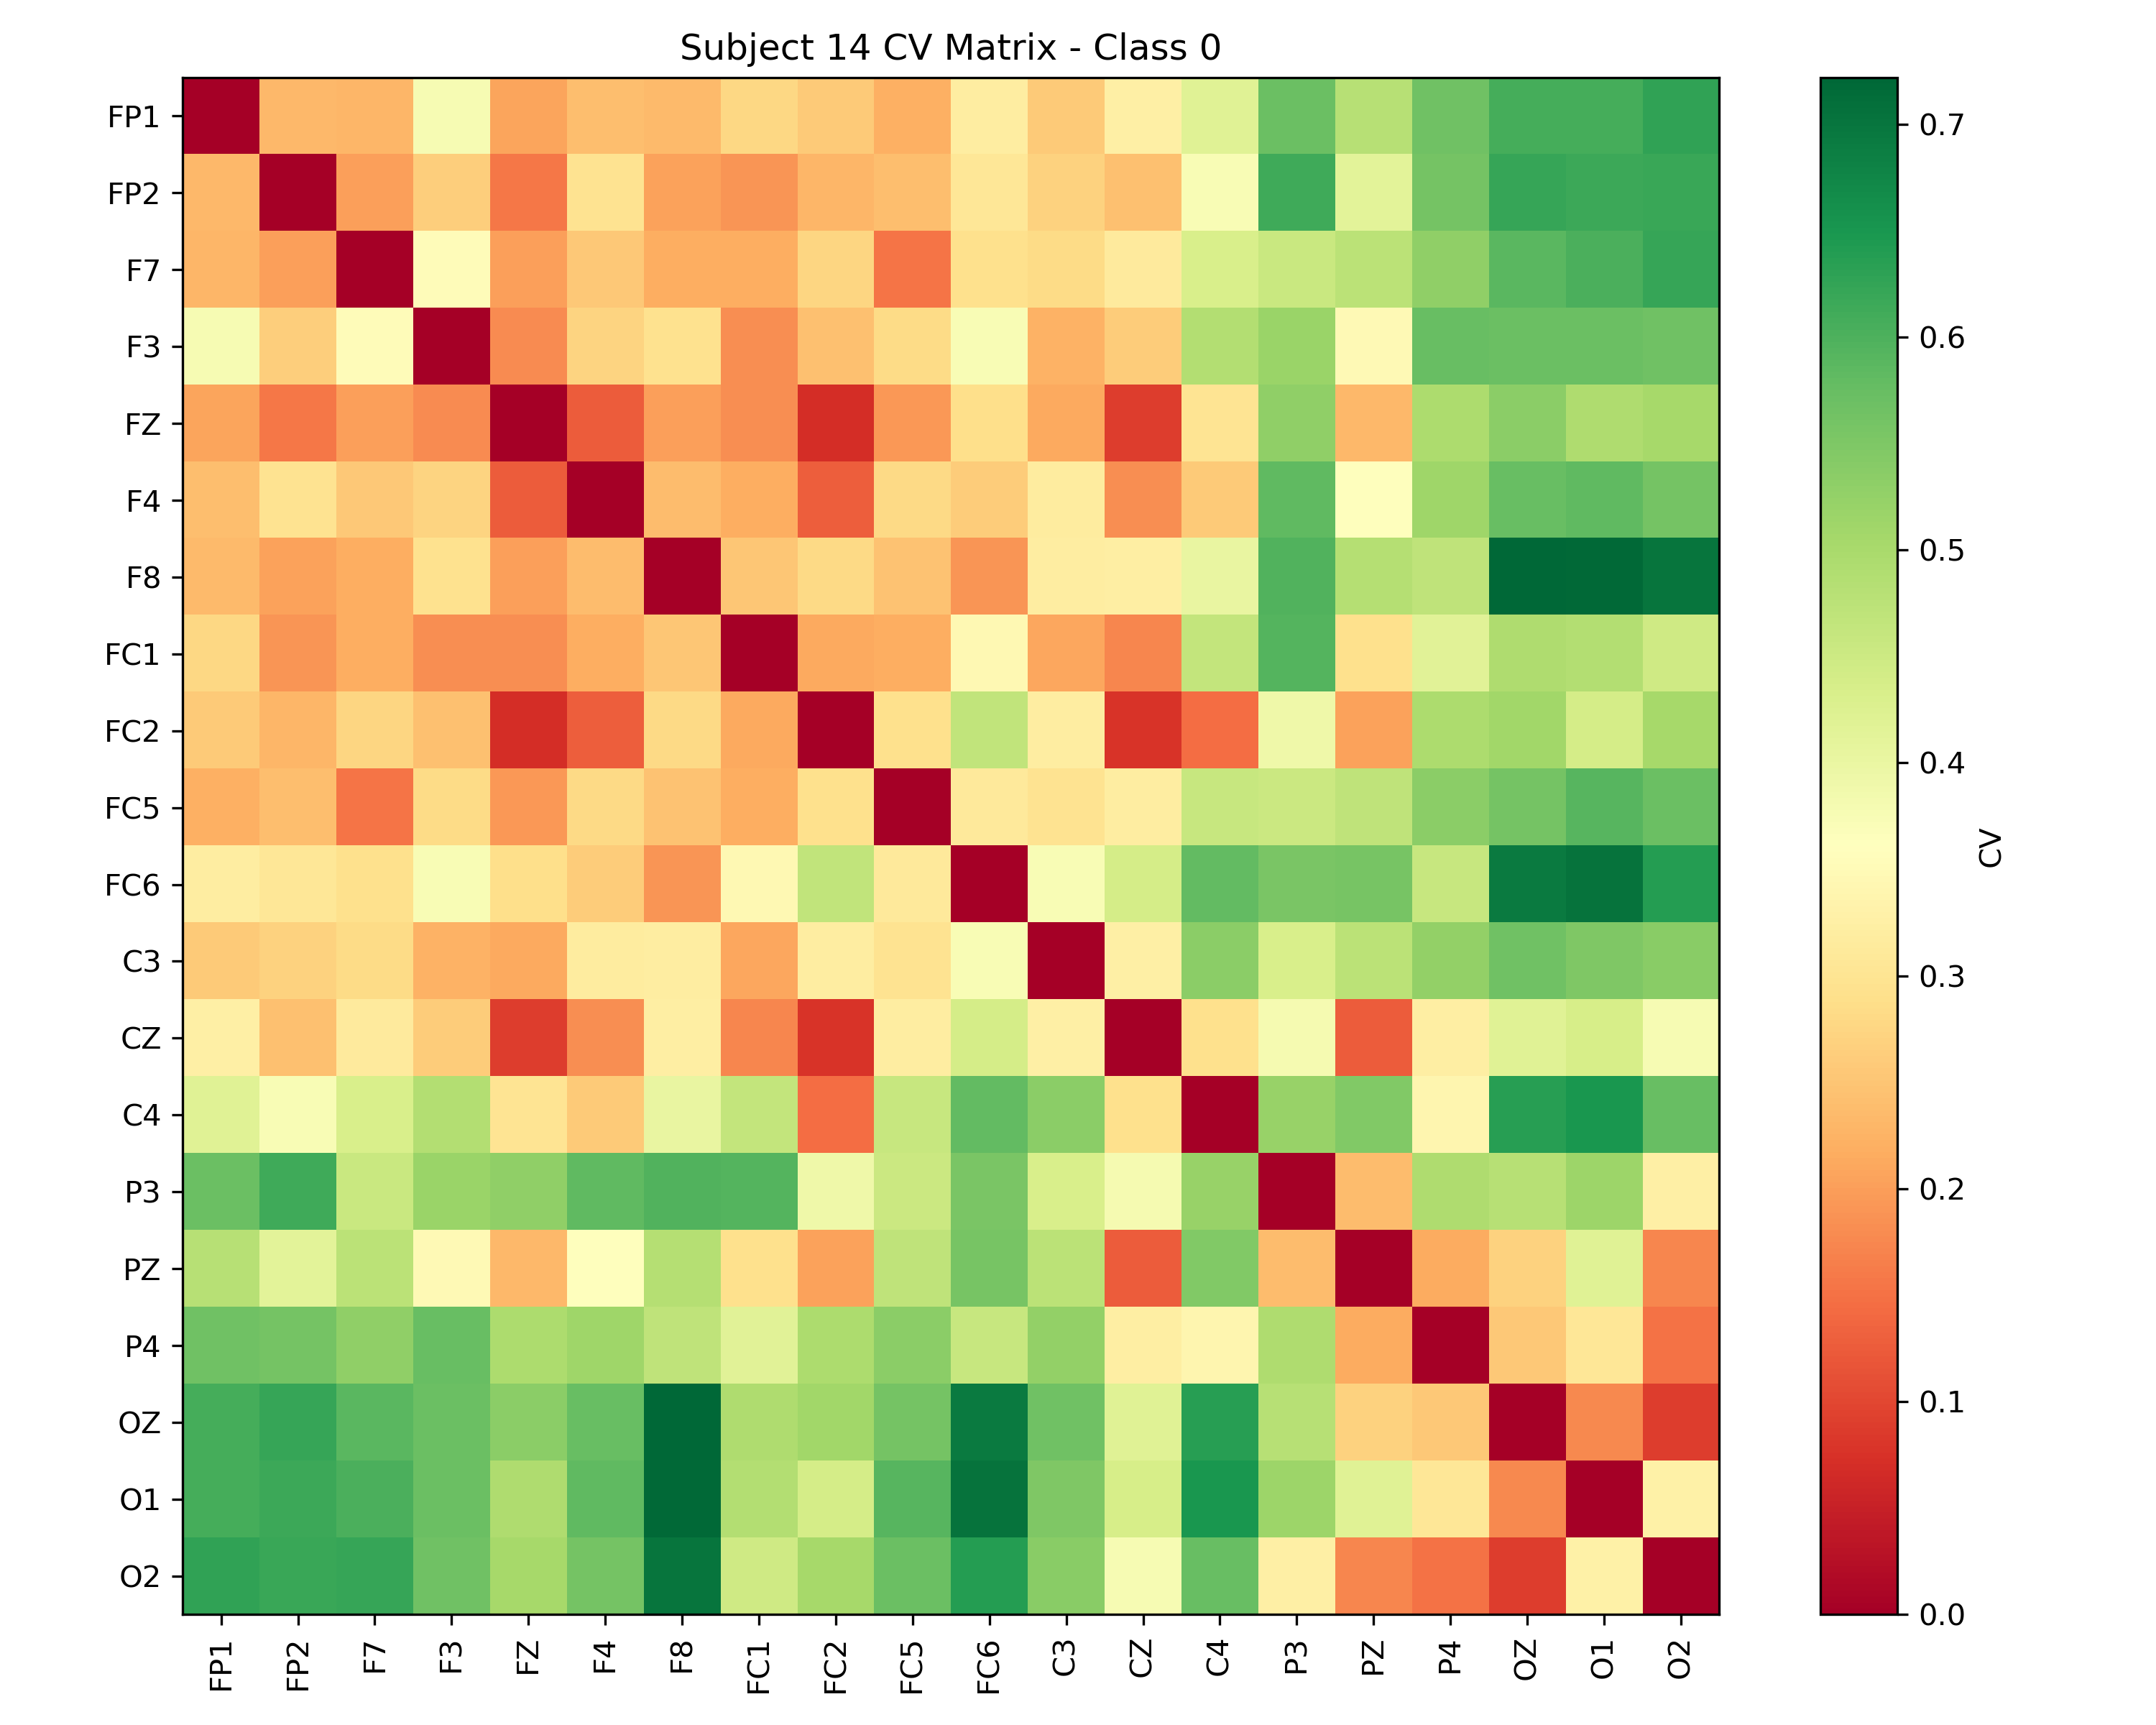 Subject 14 CV Matrix - Class 0
FP1
FP2
F7
F3
FZ
F4
F8
FC1
FC2
FC5
FC6
C3
CZ
C4
P3
PZ
P4
OZ
O1
O2
FP1
FP2
F7
F3
FZ
F4
F8
FC1
FC2
FC5
FC6
C3
CZ
C4
P3
PZ
P4
OZ
O1
O2
0.7
0.6
0.5
0.4
0.3
0.2
0.1
0.0
CV